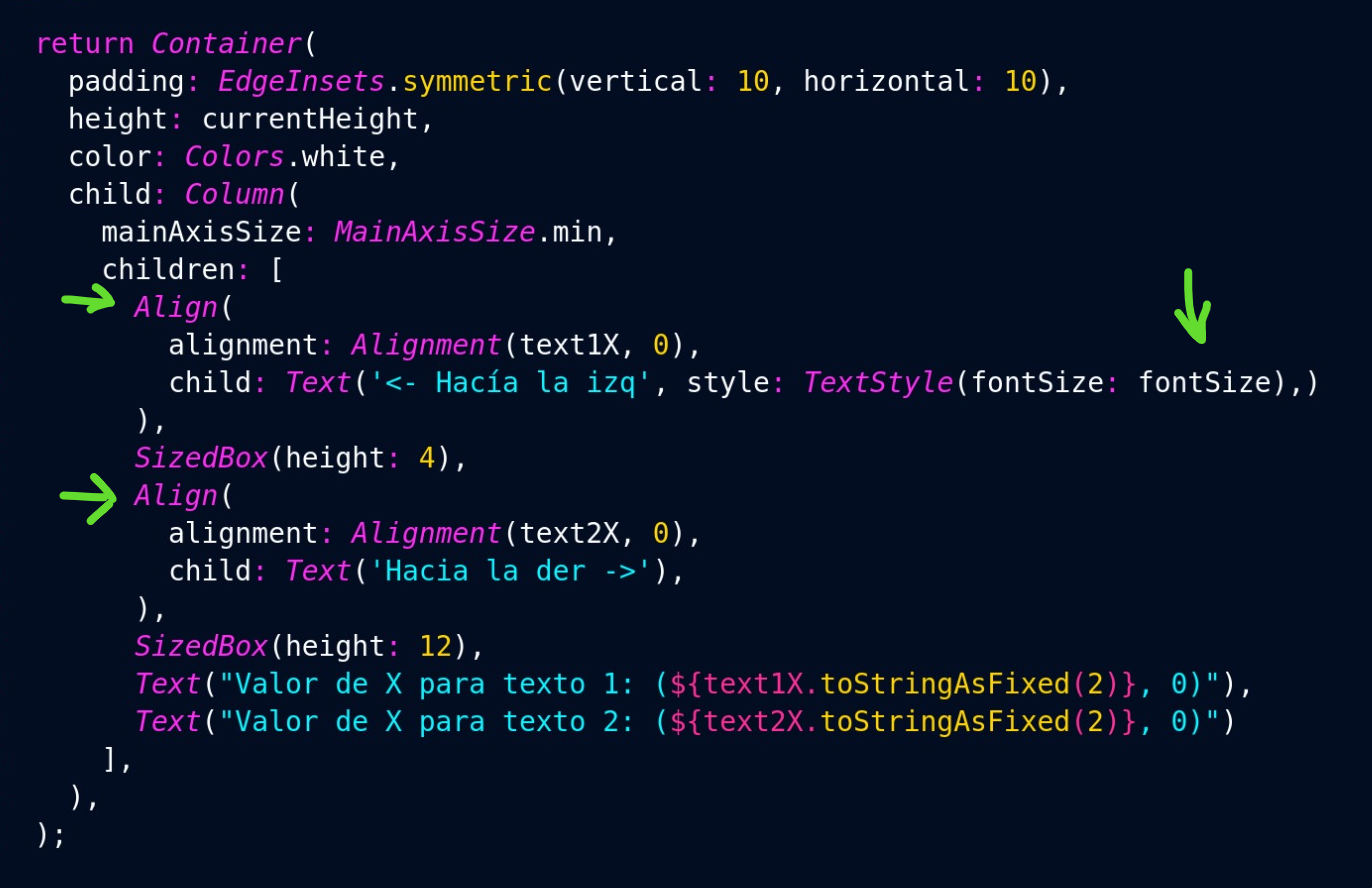 return Container(
  padding: EdgeInsets.symmetric(vertical: 10, horizontal: 10),
  height: currentHeight,
  color: Colors.white,
  child: Column(
    mainAxisSize: MainAxisSize.min,
    children: [
      Align(
        alignment: Alignment(text1X, 0),
        child: Text('<- Hacía la izq', style: TextStyle(fontSize: fontSize),)
      ),
      SizedBox(height: 4),
      Align(
        alignment: Alignment(text2X, 0),
        child: Text('Hacia la der ->'),
      ),
      SizedBox(height: 12),
      Text("Valor de X para texto 1: (${text1X.toStringAsFixed(2)}, 0)"),
      Text("Valor de X para texto 2: (${text2X.toStringAsFixed(2)}, 0)")
    ],
  ),
);